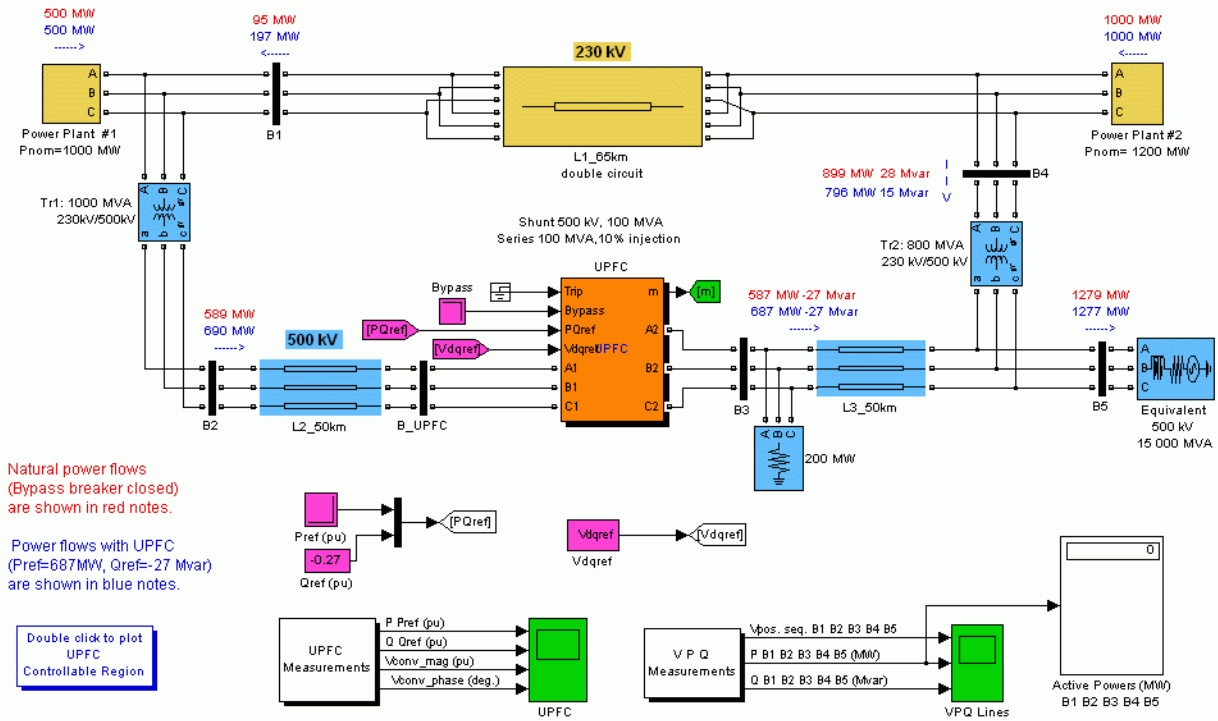 500 MW
500 MW
------>
95 MW
197 MW
<------
230 kV
1000 MW
1000 MW
<------
A
B
C
Power Plant #1
Pnom=1000 MW
B1
L1_65km
double circuit
A
B
C
Power Plant #2
Pnom= 1200 MW
899 MW 28 Mvar
796 MW 15 Mvar
B4
Tr1: 1000 MVA
230kV/500kV
A B C
a b c
Shunt 500 kV, 100 MVA
Series 100 MVA,10% injection
UPFC
Tr2: 800 MVA
230 kV/500 kV
A B C
a b c
Bypass
[PQref]
[Vdqref]
Trip
Bypass
PQref
Vdqref
A1
B1
C1
UPFC
m
A2
B2
C2
[m]
589 MW
690 MW
------>
500 kV
587 MW -27 Mvar
687 MW -27 Mvar
------>
1279 MW
1277 MW
------>
B2
L2_50km
B_UPFC
B3
L3_50km
B5
A
B
C
Equivalent
500 kV
15 000 MVA
A B C
200 MW
Natural power flows
(Bypass breaker closed)
are shown in red notes.
Power flows with UPFC
(Pref=687MW, Qref=-27 Mvar)
are shown in blue notes.
Pref (pu)
-0.27
Qref (pu)
[PQref]
Vdqref
Vdqref
[Vdqref]
0
Active Powers (MW)
B1 B2 B3 B4 B5
Double click to plot
UPFC
Controllable Region
UPFC
Measurements
P Pref (pu)
Q Qref (pu)
Vconv_mag (pu)
Vconv_phase (deg.)
UPFC
V P Q
Measurements
Vpos. seq. B1 B2 B3 B4 B5
P B1 B2 B3 B4 B5 (MW)
Q B1 B2 B3 B4 B5 (Mvar)
VPQ Lines